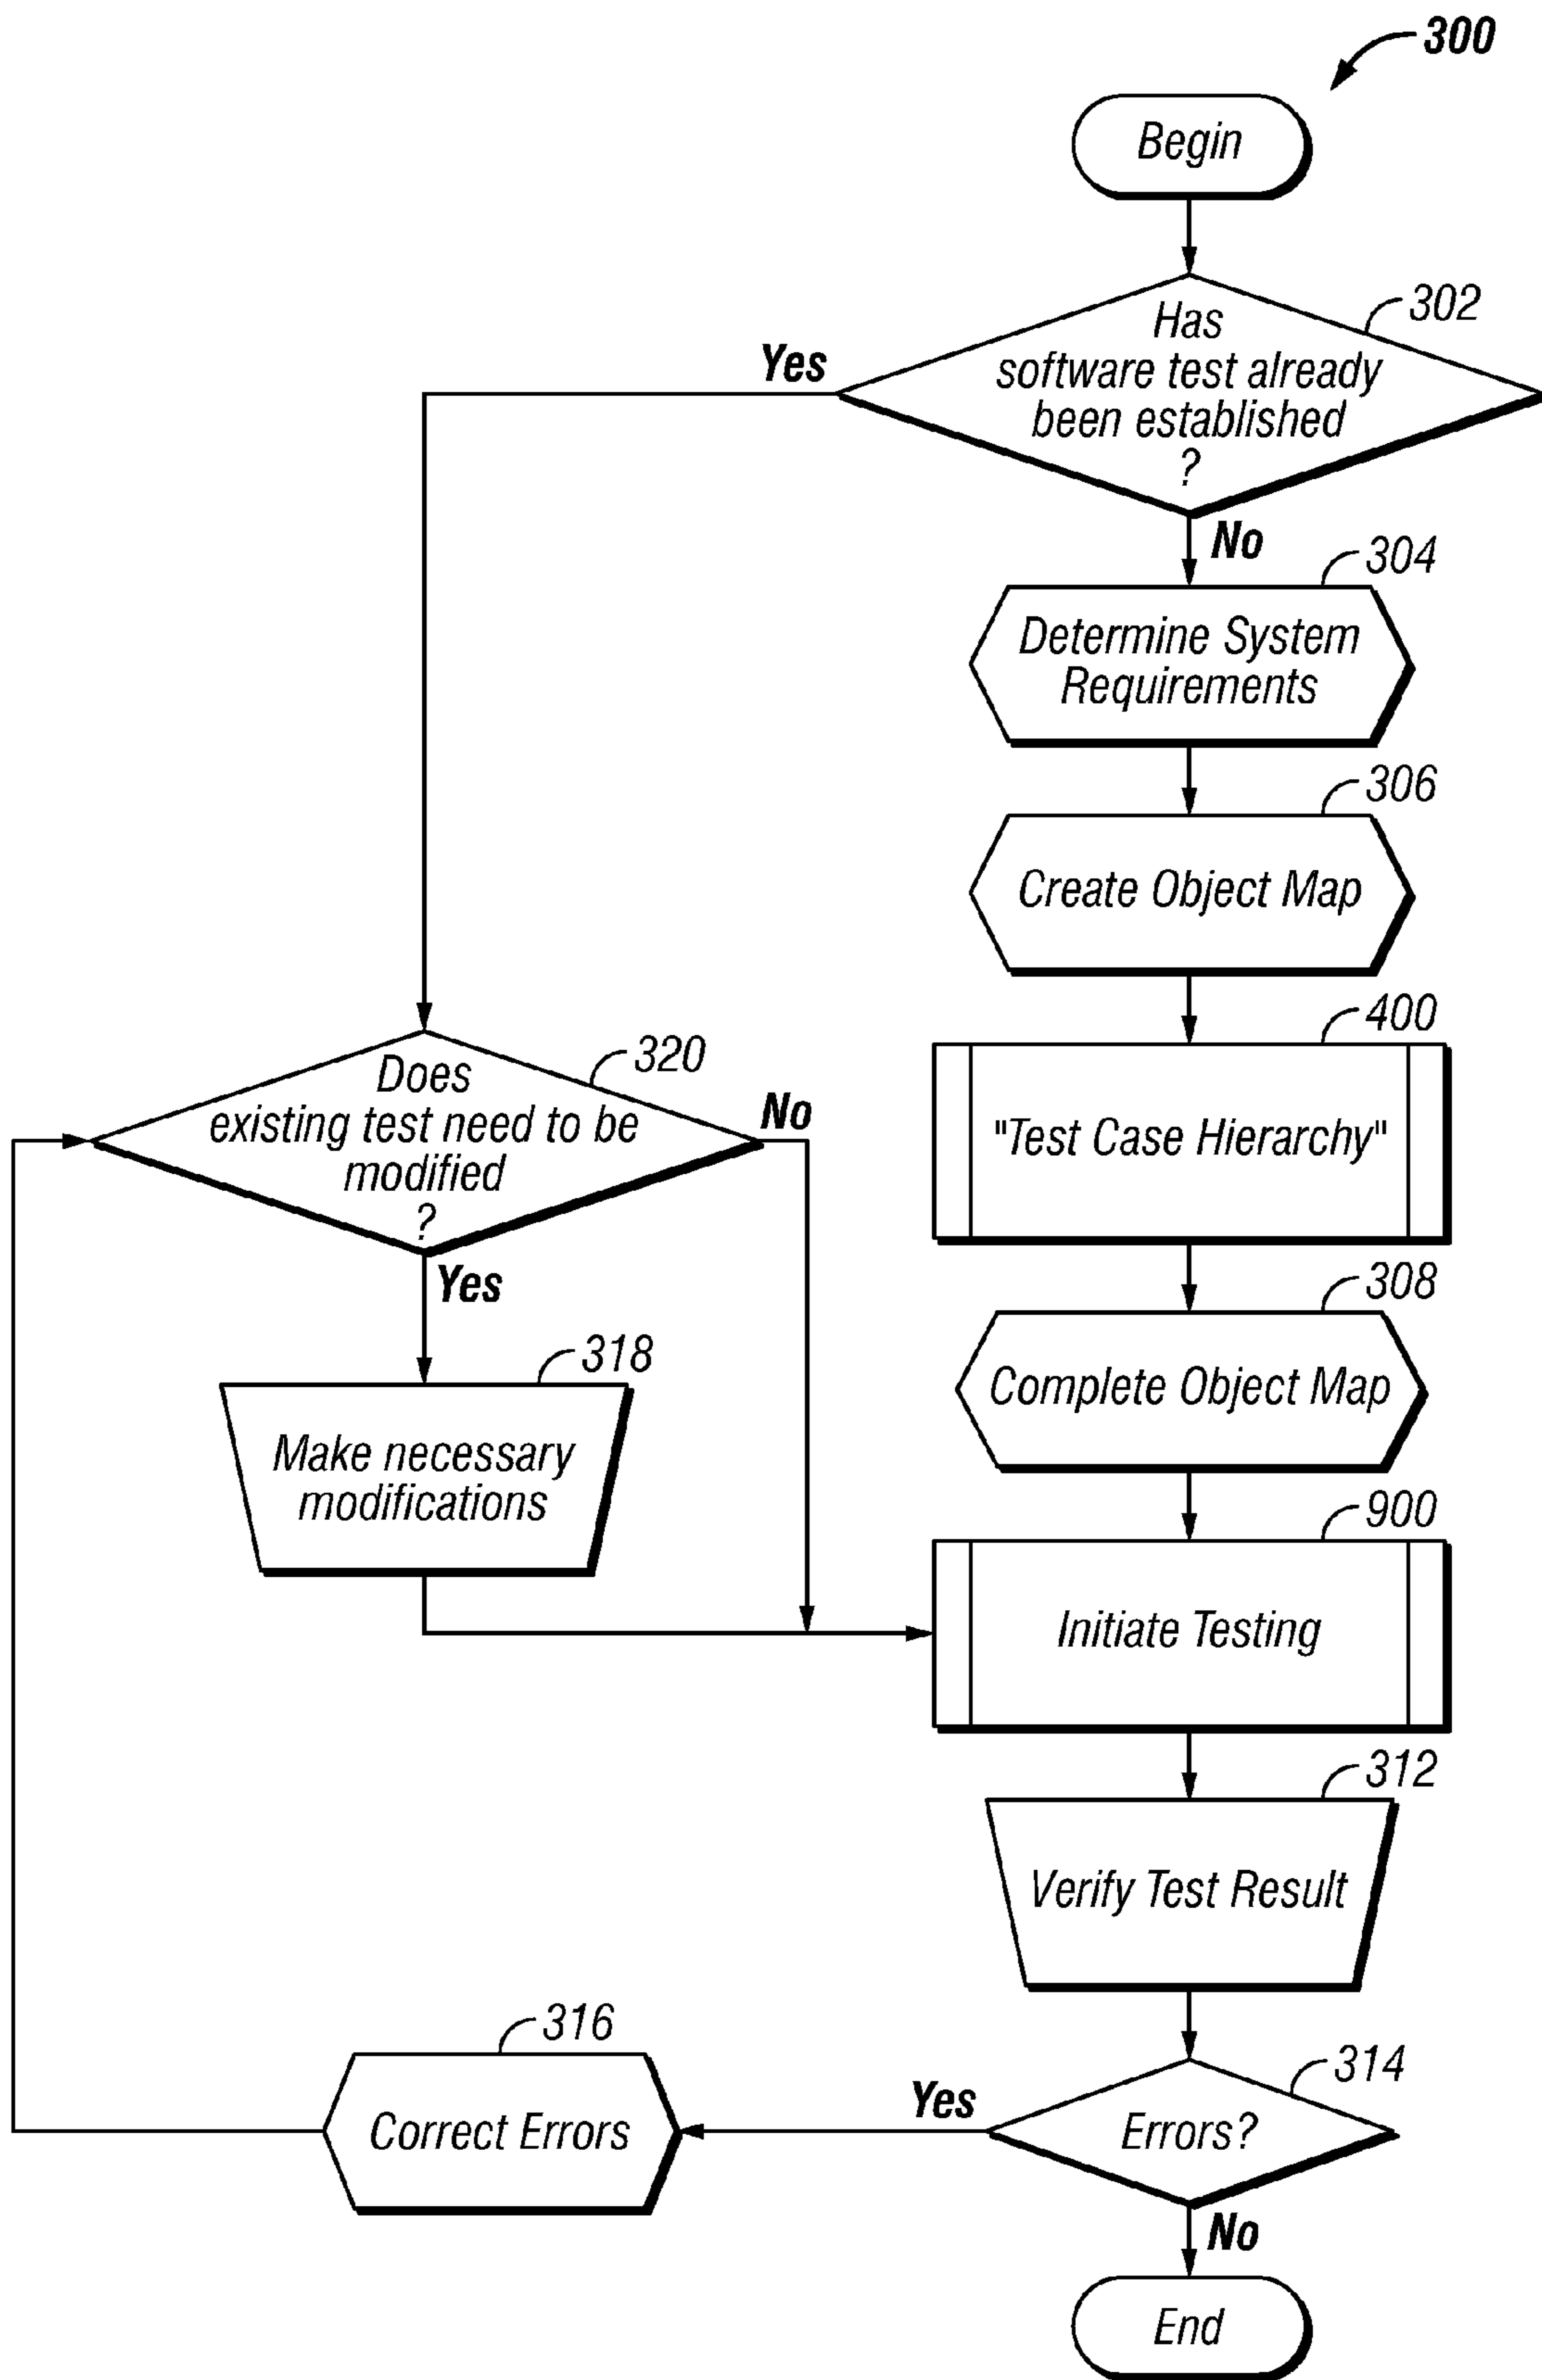 300
Begin
302
Has
software test already
been established
?
Yes
No
304
Determine System
Requirements
306
Create Object Map
400
"Test Case Hierarchy"
320
Does
existing test need to be
modified
?
No
Yes
308
Complete Object Map
318
Make necessary
modifications
900
Initiate Testing
312
Verify Test Result
314
Errors?
Yes
316
Correct Errors
No
End